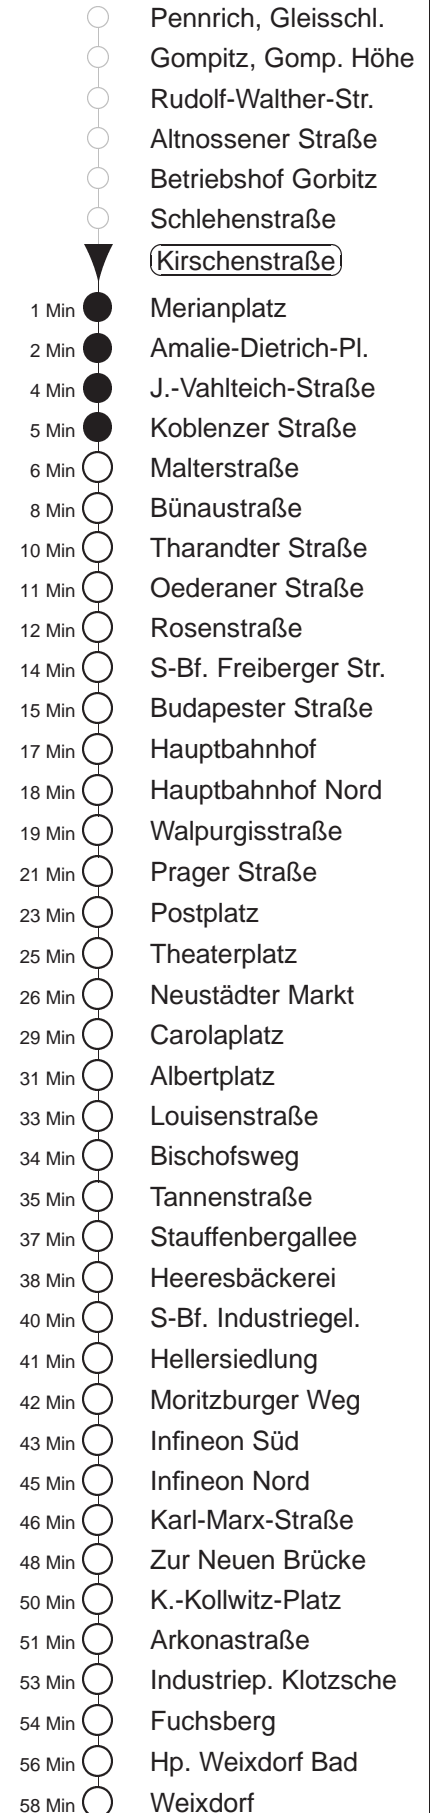 Pennrich, Gleisschl.
Gompitz, Gomp. Höhe
Rudolf-Walther-Str.
Altnossener Straße
Betriebshof Gorbitz
Schlehenstraße
Kirschenstraße
1 Min Merianplatz
2 Min Amalie-Dietrich-Pl.
4 Min J.-Vahlteich-Straße
5 Min Koblenzer Straße
6 Min Malterstraße
8 Min Bünaustraße
10 Min Tharandter Straße
11 Min Oederaner Straße
12 Min Rosenstraße
14 Min S-Bf. Freiberger Str.
15 Min Budapester Straße
17 Min Hauptbahnhof
18 Min Hauptbahnhof Nord
19 Min Walpurgisstraße
21 Min Prager Straße
23 Min Postplatz
25 Min Theaterplatz
26 Min Neustädter Markt
29 Min Carolaplatz
31 Min Albertplatz
33 Min Louisenstraße
34 Min Bischofsweg
35 Min Tannenstraße
37 Min Stauffenbergallee
38 Min Heeresbäckerei
40 Min S-Bf. Industriegel.
41 Min Hellersiedlung
42 Min Moritzburger Weg
43 Min Infineon Süd
45 Min Infineon Nord
46 Min Karl-Marx-Straße
48 Min Zur Neuen Brücke
50 Min K.-Kollwitz-Platz
51 Min Arkonastraße
53 Min Industriep. Klotzsche
54 Min Fuchsberg
56 Min Hp. Weixdorf Bad
58 Min Weixdorf